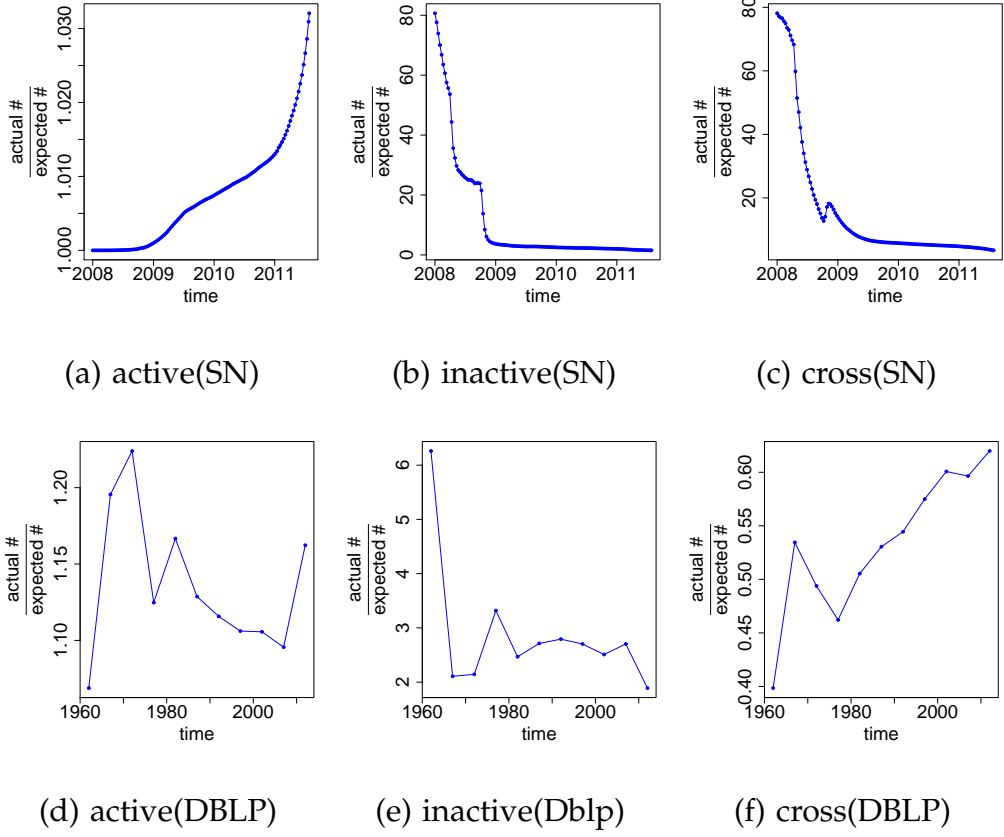 1.000 1.010 1.020 1.030
actual #
expected #
2008 2009 2010 2011
time
(a) active(SN)
0 20 40 60 80
actual #
expected #
2008 2009 2010 2011
time
(b) inactive(SN)
20 40 60 80
actual #
expected #
2008 2009 2010 2011
time
(c) cross(SN)
1.10 1.15 1.20
actual #
expected #
1960 1980 2000
time
(d) active(DBLP)
2 3 4 5 6
actual #
expected #
1960 1980 2000
time
(e) inactive(Dblp)
0.40 0.45 0.50 0.55 0.60
actual #
expected #
1960 1980 2000
time
(f) cross(DBLP)